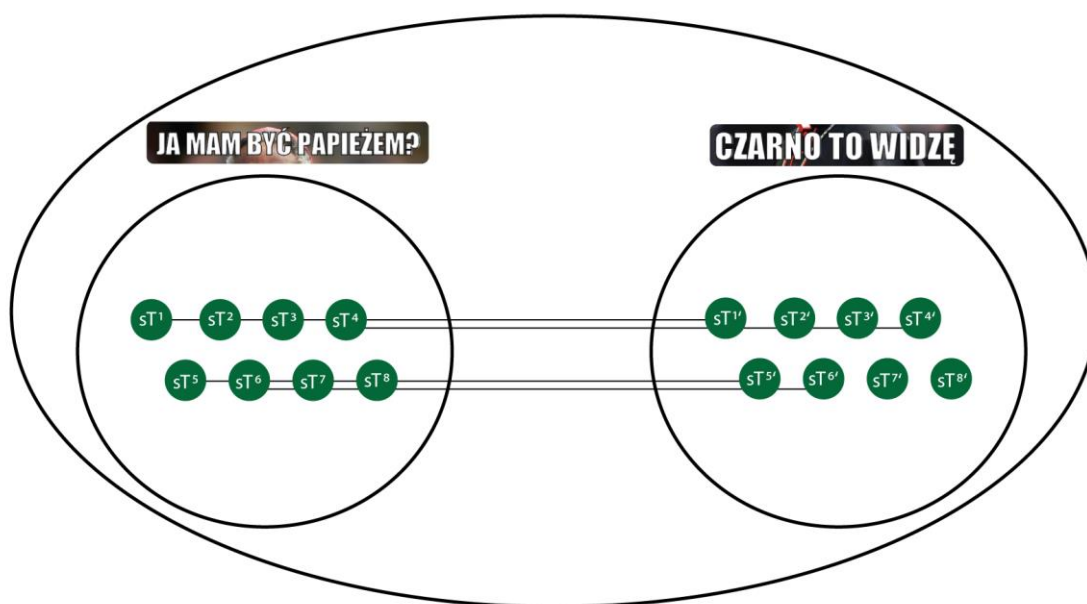 JA MAM BYĆ PAPIEŻEM?
CZARNO TO WIDZĘ
sT¹ sT² sT³ sT⁴
sT⁵ sT⁶ sT⁷ sT⁸
sT¹′ sT²′ sT³′ sT⁴′
sT⁵′ sT⁶′ sT⁷′ sT⁸′